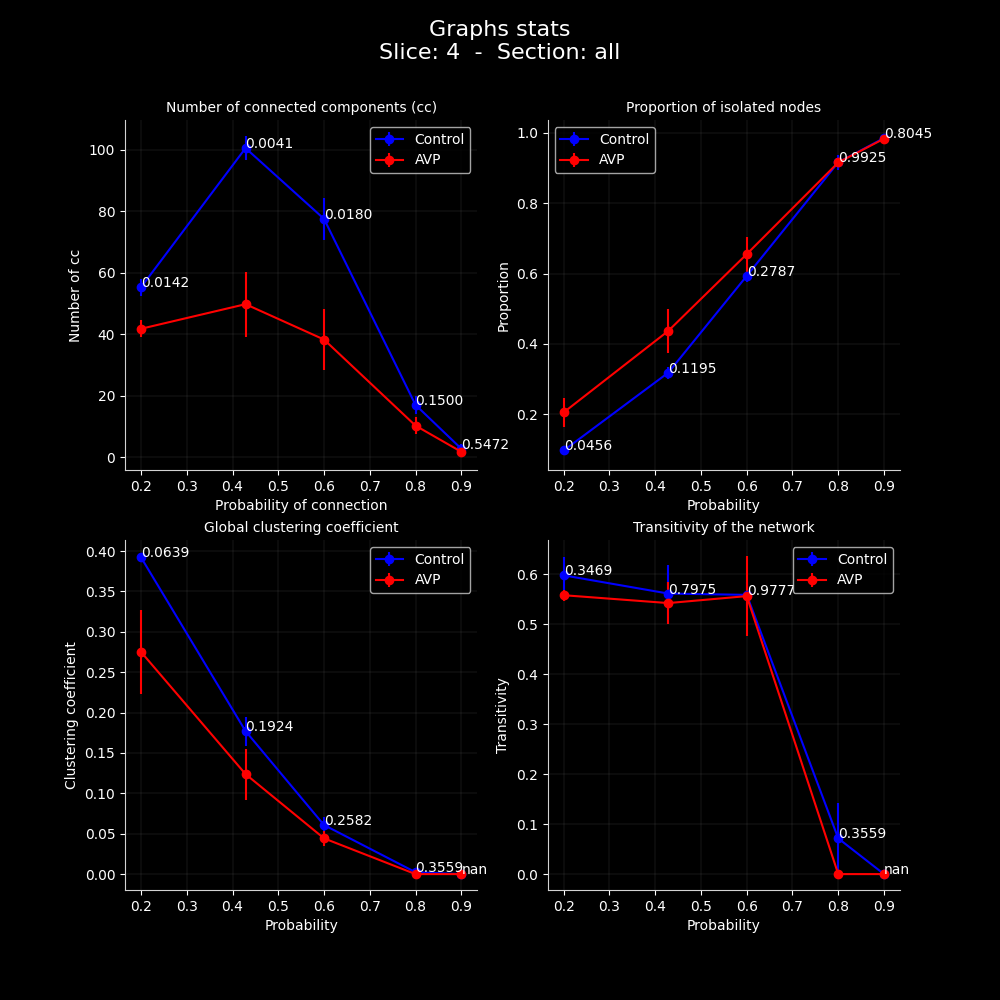 Graphs stats
Slice: 4  -  Section: all
Number of connected components (cc)
Number of cc
100
80
60
40
20
0
0.0142
0.0041
0.0180
0.1500
0.5472
Control
AVP
0.2 0.3 0.4 0.5 0.6 0.7 0.8 0.9
Probability of connection
Proportion of isolated nodes
Proportion
1.0
0.8
0.6
0.4
0.2
Control
AVP
0.0456
0.1195
0.2787
0.9925
0.8045
0.2 0.3 0.4 0.5 0.6 0.7 0.8 0.9
Probability
Global clustering coefficient
Clustering coefficient
0.40
0.35
0.30
0.25
0.20
0.15
0.10
0.05
0.00
0.0639
0.1924
0.2582
0.3559
nan
Control
AVP
0.2 0.3 0.4 0.5 0.6 0.7 0.8 0.9
Probability
Transitivity of the network
Transitivity
0.6
0.5
0.4
0.3
0.2
0.1
0.0
0.3469
0.7975
0.9777
0.3559
nan
Control
AVP
0.2 0.3 0.4 0.5 0.6 0.7 0.8 0.9
Probability